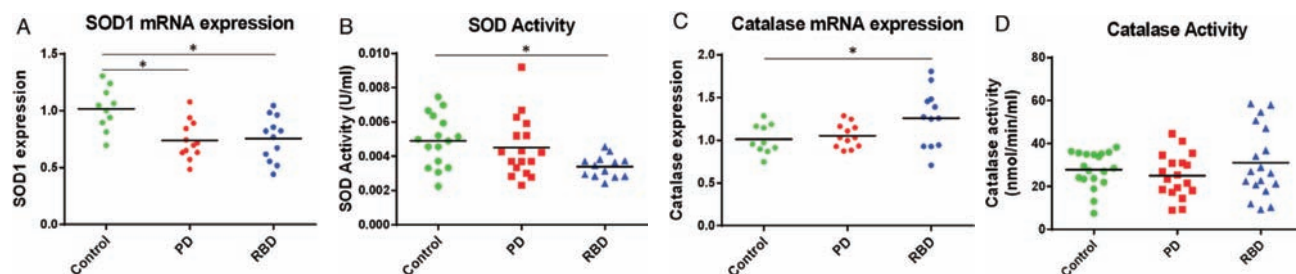 A
SOD1 mRNA expression
SOD1 expression
1.5
1.0
0.5
0.0
*
*
Control
PD
RBD
B
SOD Activity
SOD Activity (U/ml)
0.010
0.008
0.006
0.004
0.002
0.000
*
Control
PD
RBD
C
Catalase mRNA expression
Catalase expression
2.0
1.5
1.0
0.5
0.0
*
Control
PD
RBD
D
Catalase Activity
Catalase activity
(nmol/min/ml)
80
60
40
20
0
Control
PD
RBD